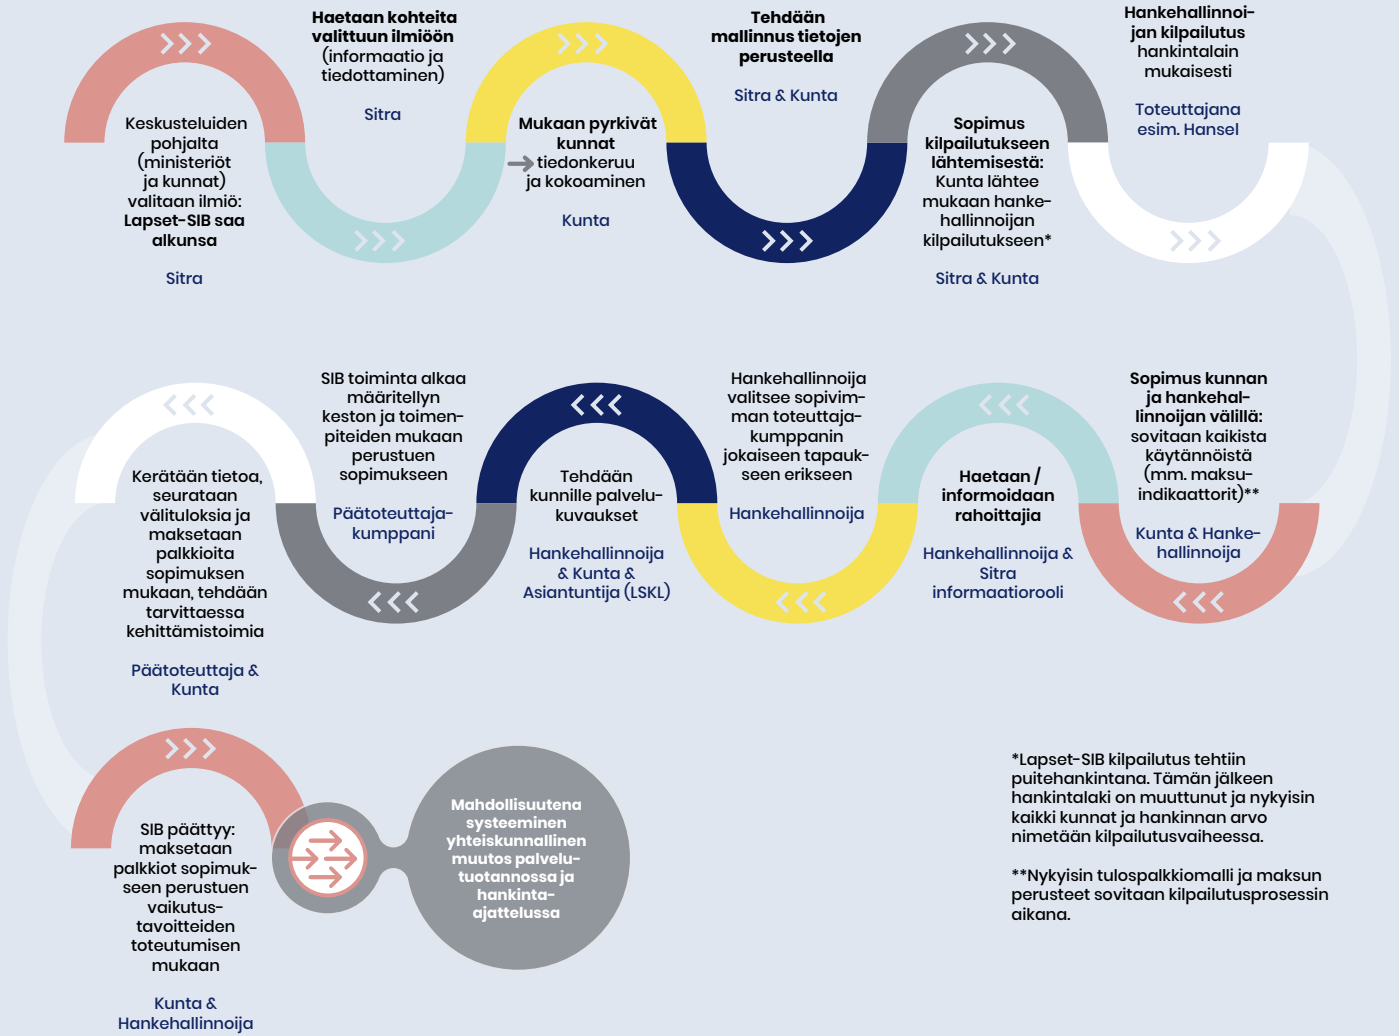 Keskusteluiden
pohjalta
(ministeriöt
ja kunnat)
valitaan ilmiö:
Lapset-SIB saa
alkunsa
Sitra
Haetaan kohteita
valittuun ilmiöön
(informaatio ja
tiedottaminen)
Sitra
Mukaan pyrkivät
kunnat
tiedonkeruu
ja kokoaminen
Kunta
Tehdään
mallinnus tietojen
perusteella
Sitra & Kunta
Sopimus
kilpailutukseen
lähtemisestä:
Kunta lähtee
mukaan hanke-
hallinnoijan
kilpailutukseen*
Sitra & Kunta
Hankehallinnoi-
jan kilpailutus
hankintalain
mukaisesti
Toteuttajana
esim. Hansel
Sopimus kunnan
ja hankehal-
linnoijan välillä:
sovitaan kaikista
käytännöistä
(mm. maksu-
indikaattorit)**
Kunta & Hanke-
hallinnoija
Haetaan /
informoidaan
rahoittajia
Hankehallinnoija &
Sitra
informaatiorooli
Hankehallinnoija
valitsee sopivim-
man toteuttaja-
kumppanin
jokaiseen tapauk-
seen erikseen
Hankehallinnoija
Tehdään
kunnille palvelu-
kuvaukset
Hankehallinnoija
& Kunta &
Asiantuntija (LSKL)
SIB toiminta alkaa
määritellyn
keston ja toimen-
piteiden mukaan
perustuen
sopimukseen
Päätoteuttaja-
kumppani
Kerätään tietoa,
seurataan
välituloksia ja
maksetaan
palkkioita
sopimuksen
mukaan, tehdään
tarvittaessa
kehittämistoimia
Päätoteuttaja &
Kunta
SIB päättyy:
maksetaan
palkkiot sopimuk-
seen perustuen
vaikutus-
tavoitteiden
toteutumisen
mukaan
Kunta &
Hankehallinnoija
Mahdollisuutena
systeeminen
yhteiskunnallinen
muutos palvelu-
tuotannossa ja
hankinta-
ajattelussa
*Lapset-SIB kilpailutus tehtiin
puitehankintana. Tämän jälkeen
hankintalaki on muuttunut ja nykyisin
kaikki kunnat ja hankinnan arvo
nimetään kilpailutusvaiheessa.
**Nykyisin tulospalkkiomalli ja maksun
perusteet sovitaan kilpailutusprosessin
aikana.